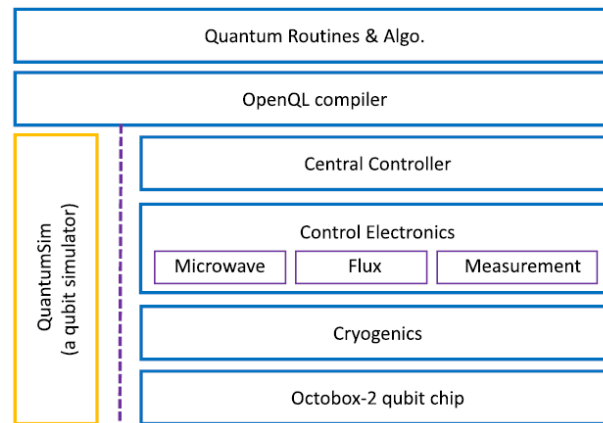 Quantum Routines & Algo.
OpenQL compiler
QuantumSim
(a qubit simulator)
Central Controller
Control Electronics
Microwave
Flux
Measurement
Cryogenics
Octobox-2 qubit chip